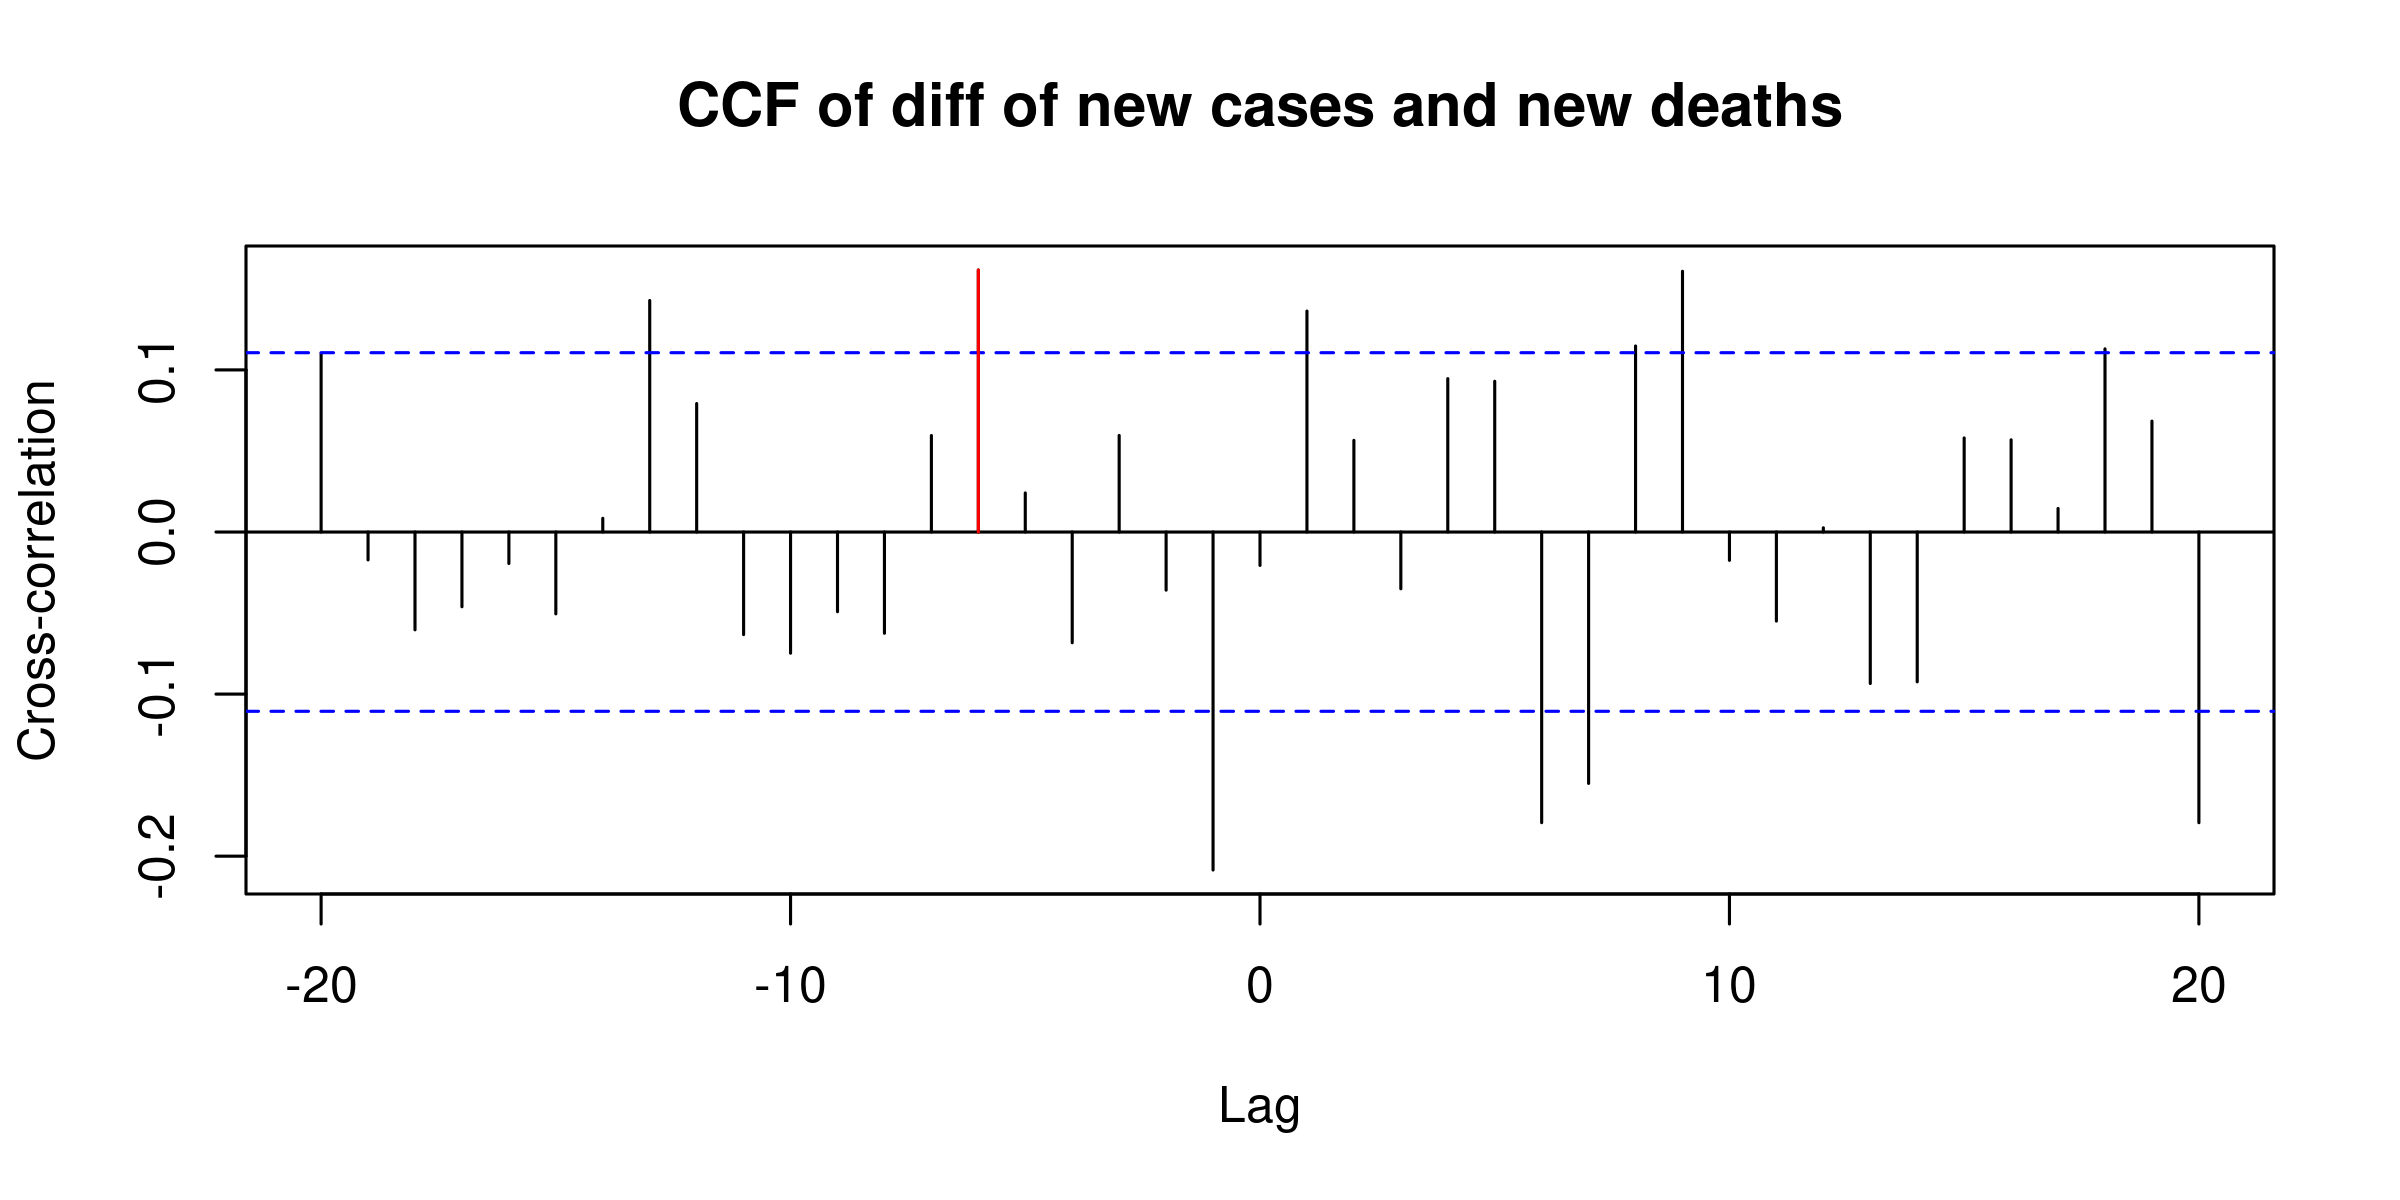 CCF of diff of new cases and new deaths
Cross-correlation
0.1
0.0
-0.1
-0.2
-20 -10 0 10 20
Lag